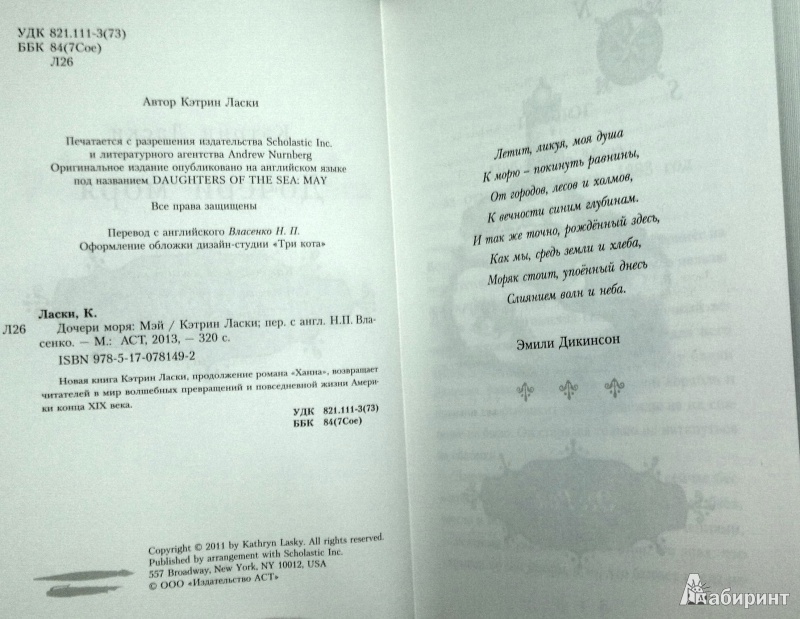 УДК 821.111-3(73)
ББК 84(7Сое)
Л26
Автор Кэтрин Ласки
Печатается с разрешения издательства Scholastic Inc.
и литературного агентства Andrew Nurnberg
Оригинальное издание опубликовано на английском языке
под названием DAUGHTERS OF THE SEA: MAY
Все права защищены
Перевод с английского Власенко Н. П.
Оформление обложки дизайн-студии «Три кота»
Ласки, К.
Л26 Дочери моря: Мэй / Кэтрин Ласки; пер. с англ. Н.П. Вла-
сенко. — М.: АСТ, 2013, — 320 с.
ISBN 978-5-17-078149-2
Новая книга Кэтрин Ласки, продолжение романа «Ханна», возвращает
читателей в мир волшебных превращений и повседневной жизни Амери-
ки конца XIX века.
УДК 821.111-3(73)
ББК 84(7Сое)
Copyright © 2011 by Kathryn Lasky. All rights reserved.
Published by arrangement with Scholastic Inc.
557 Broadway, New York, NY, 10012, USA
© ООО «Издательство АСТ»
Летит, ликуя, моя душа
К морю – покинуть равнины,
От городов, лесов и холмов,
К вечности синим глубинам.
И так же точно, рождённый здесь,
Как мы, средь земли и хлеба,
Моряк стоит, упоённый днесь
Слиянием волн и неба.
Эмили Дикинсон
Лабиринт